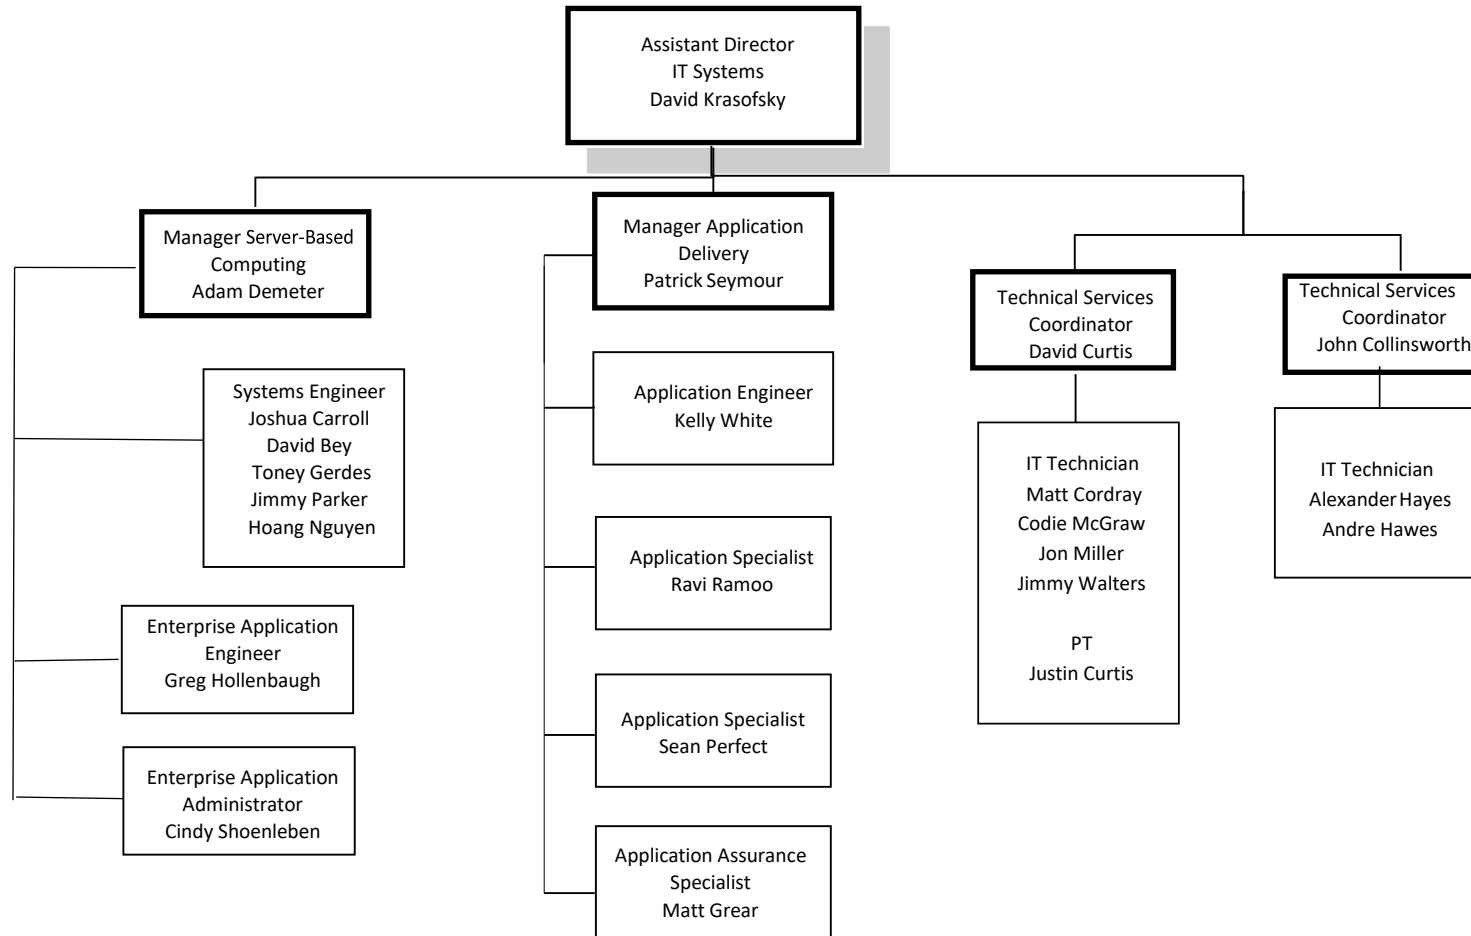 Assistant Director
IT Systems
David Krasofsky
Manager Server-Based
Computing
Adam Demeter
Systems Engineer
Joshua Carroll
David Bey
Toney Gerdes
Jimmy Parker
Hoang Nguyen
Enterprise Application
Engineer
Greg Hollenbaugh
Enterprise Application
Administrator
Cindy Shoenleben
Manager Application
Delivery
Patrick Seymour
Application Engineer
Kelly White
Application Specialist
Ravi Ramoo
Application Specialist
Sean Perfect
Application Assurance
Specialist
Matt Grear
Technical Services
Coordinator
David Curtis
IT Technician
Matt Cordray
Codie McGraw
Jon Miller
Jimmy Walters
PT
Justin Curtis
Technical Services
Coordinator
John Collinsworth
IT Technician
Alexander Hayes
Andre Hawes